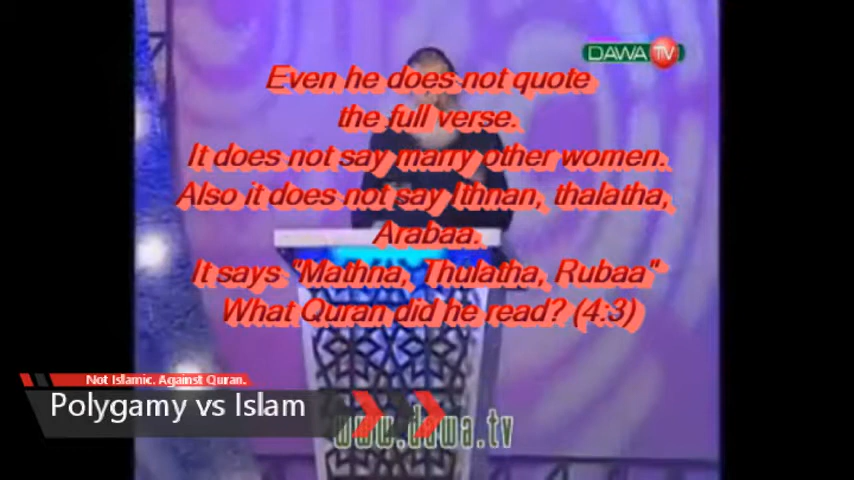 DAWA TV
Even he does not quote
the full verse.
It does not say marry other women.
Also it does not say Ithnan, thalatha,
Arabaa.
It says "Mathna, Thulatha, Rubaa"
What Quran did he read? (4:3)
Not Islamic. Against Quran.
Polygamy vs Islam
www.dawa.tv